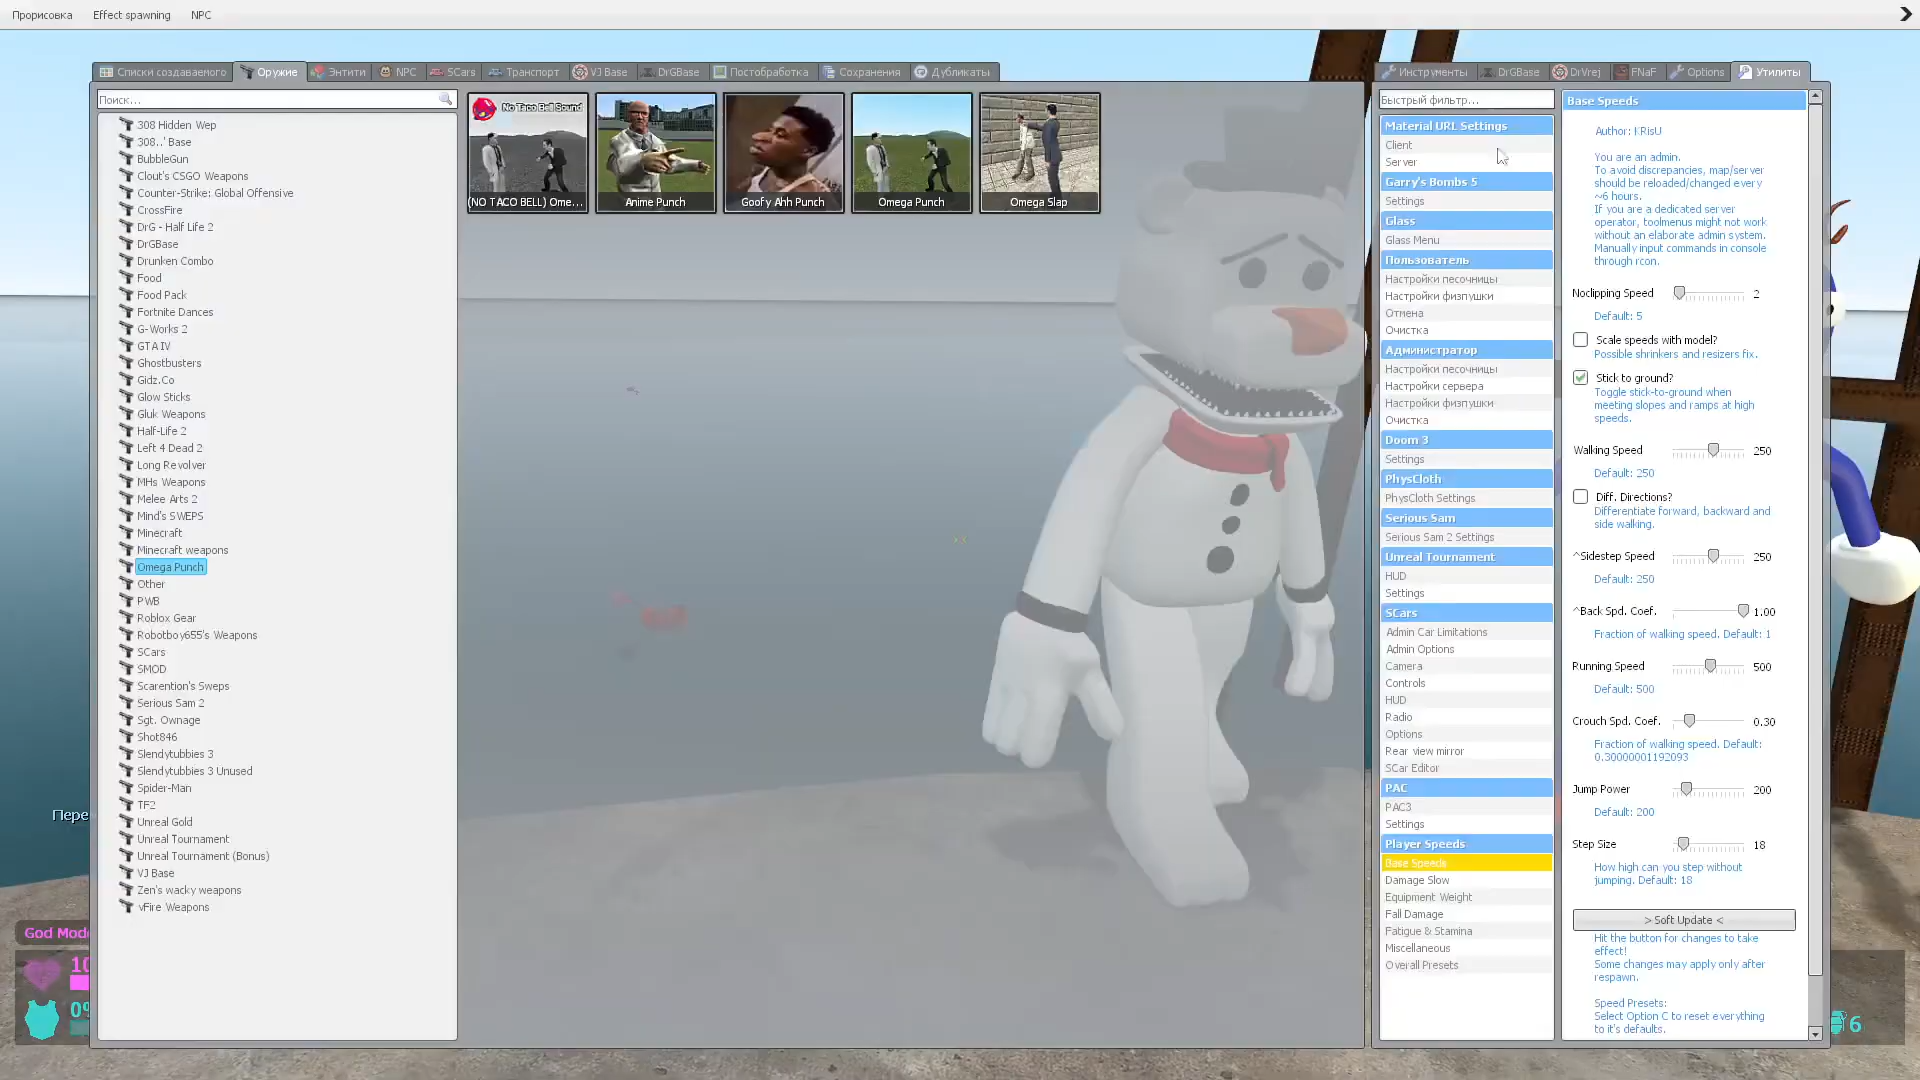 Прорисовка
Effect spawning
NPC
Списки создаваемого
Оружие
Энтити
NPC
SCars
Транспорт
VJ Base
DrGBase
Постобработка
Сохранения
Дубликаты
Поиск...
308 Hidden Wep
308..' Base
BubbleGun
Clout's CSGO Weapons
Counter-Strike: Global Offensive
CrossFire
DrG - Half Life 2
DrGBase
Drunken Combo
Food
Food Pack
Fortnite Dances
G-Works 2
GTA IV
Ghostbusters
Gidz.Co
Glow Sticks
Gluk Weapons
Half-Life 2
Left 4 Dead 2
Long Revolver
MHs Weapons
Melee Arts 2
Mind's SWEPS
Minecraft
Minecraft weapons
Omega Punch
Other
PWB
Roblox Gear
Robotboy655's Weapons
SCars
SMOD
Scarention's Sweps
Serious Sam 2
Sgt. Ownage
Shot846
Slendytubbies 3
Slendytubbies 3 Unused
Spider-Man
TF2
Unreal Gold
Unreal Tournament
Unreal Tournament (Bonus)
VJ Base
Zen's wacky weapons
vFire Weapons
No Taco Bell Sound
(NO TACO BELL) Ome...
Anime Punch
Goofy Ahh Punch
Omega Punch
Omega Slap
Пере
God Mod
10
0%
Инструменты
DrGBase
DrVrej
FNaF
Options
Утилиты
Быстрый фильтр...
Material URL Settings
Client
Server
Garry's Bombs 5
Settings
Glass
Glass Menu
Пользователь
Настройки песочницы
Настройки физпушки
Отмена
Очистка
Администратор
Настройки песочницы
Настройки сервера
Настройки физпушки
Очистка
Doom 3
Settings
PhysCloth
PhysCloth Settings
Serious Sam
Serious Sam 2 Settings
Unreal Tournament
HUD
Settings
SCars
Admin Car Limitations
Admin Options
Camera
Controls
HUD
Radio
Options
Rear view mirror
SCar Editor
PAC
PAC3
Settings
Player Speeds
Base Speeds
Damage Slow
Equipment Weight
Fall Damage
Fatigue & Stamina
Miscellaneous
Overall Presets
Base Speeds
Author: KRisU
You are an admin.
To avoid discrepancies, map/server
should be reloaded/changed every
~6 hours.
If you are a dedicated server
operator, toolmenus might not work
without an elaborate admin system.
Manually input commands in console
through rcon.
Noclipping Speed 2
Default: 5
Scale speeds with model?
Possible shrinkers and resizers fix.
Stick to ground?
Toggle stick-to-ground when
meeting slopes and ramps at high
speeds.
Walking Speed 250
Default: 250
Diff. Directions?
Differentiate forward, backward and
side walking.
^Sidestep Speed 250
Default: 250
^Back Spd. Coef. 1.00
Fraction of walking speed. Default: 1
Running Speed 500
Default: 500
Crouch Spd. Coef. 0.30
Fraction of walking speed. Default:
0.30000001192093
Jump Power 200
Default: 200
Step Size 18
How high can you step without
jumping. Default: 18
> Soft Update <
Hit the button for changes to take
effect!
Some changes may apply only after
respawn.
Speed Presets:
Select Option C to reset everything
to it's defaults.
6